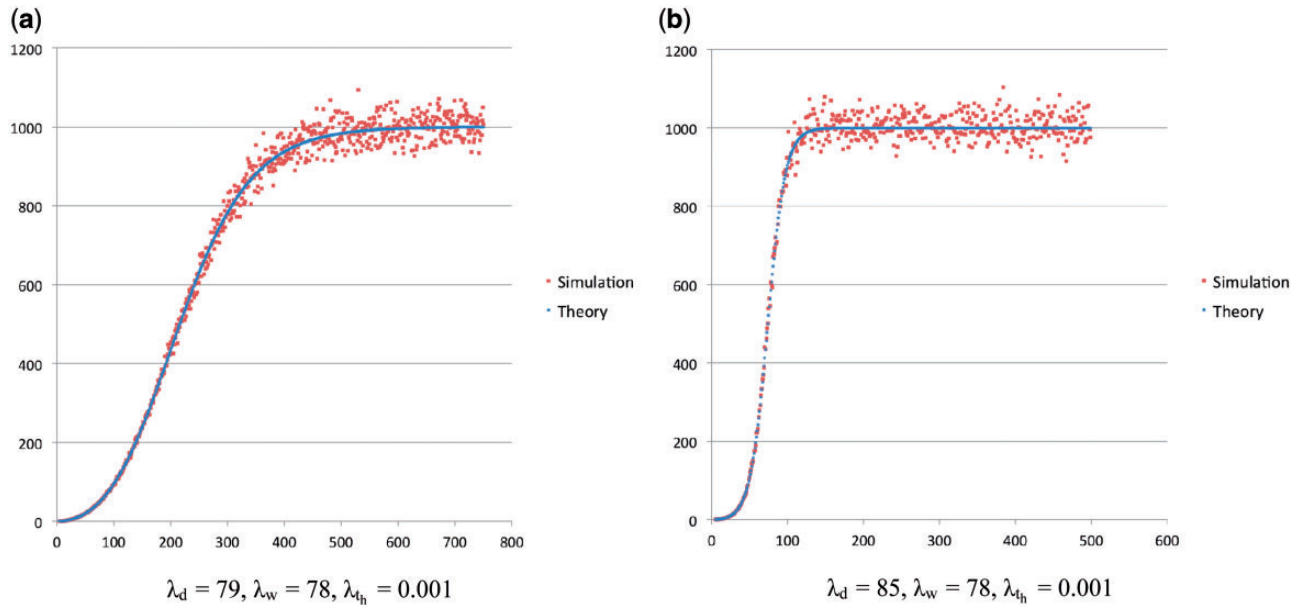 (a)
1200
1000
800
600
400
200
0
0 100 200 300 400 500 600 700 800
Simulation
Theory
λd = 79, λw = 78, λth = 0.001
(b)
1200
1000
800
600
400
200
0
0 100 200 300 400 500 600
Simulation
Theory
λd = 85, λw = 78, λth = 0.001